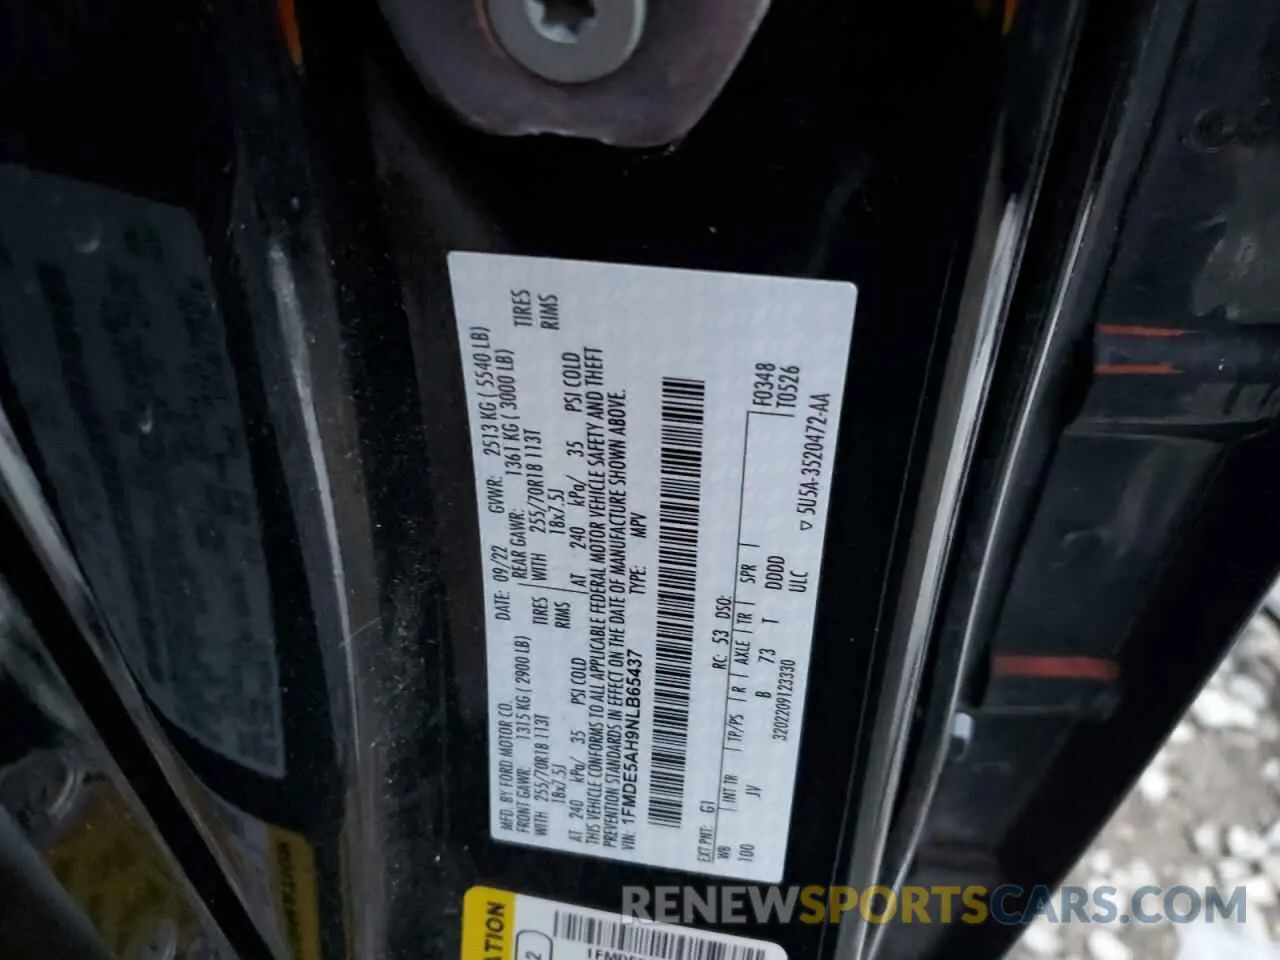 MFD. BY FORD MOTOR CO. DATE: 09/22 GVWR: 2513 KG ( 5540 LB)
FRONT GAWR: 1315 KG ( 2900 LB) REAR GAWR: 1361 KG ( 3000 LB)
WITH 255/70R18 113T TIRES WITH 255/70R18 113T TIRES
18x7.5J RIMS 18x7.5J RIMS
AT 240 kPa/ 35 PSI COLD AT 240 kPa/ 35 PSI COLD
THIS VEHICLE CONFORMS TO ALL APPLICABLE FEDERAL MOTOR VEHICLE SAFETY AND THEFT
PREVENTION STANDARDS IN EFFECT ON THE DATE OF MANUFACTURE SHOWN ABOVE.
VIN: 1FMDE5AH9NLB65437 TYPE: MPV
EXT PNT: G1 RC: 53 DSO: F0348
WB INT TR TP/PS R AXLE TR SPR T0526
100 JV B 73 T DDDD
3202209123330 ULC
5U5A-3520472-AA
RENEWSPORTSCARS.COM